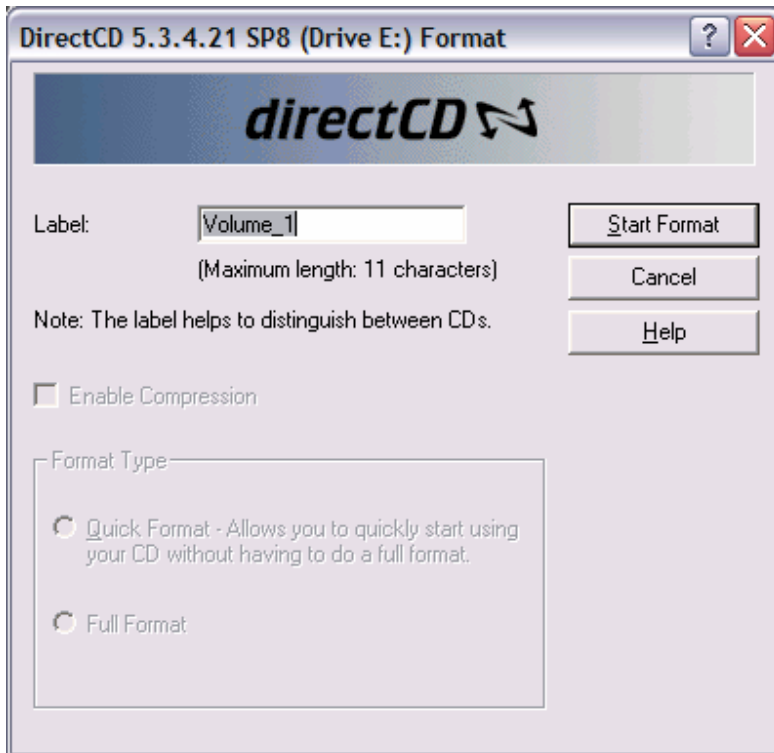 DirectCD 5.3.4.21 SP8 (Drive E:) Format
?
directCD
Label:
Volume_1
Start Format
(Maximum length: 11 characters)
Cancel
Note: The label helps to distinguish between CDs.
Help
Enable Compression
Format Type
Quick Format - Allows you to quickly start using
your CD without having to do a full format.
Full Format